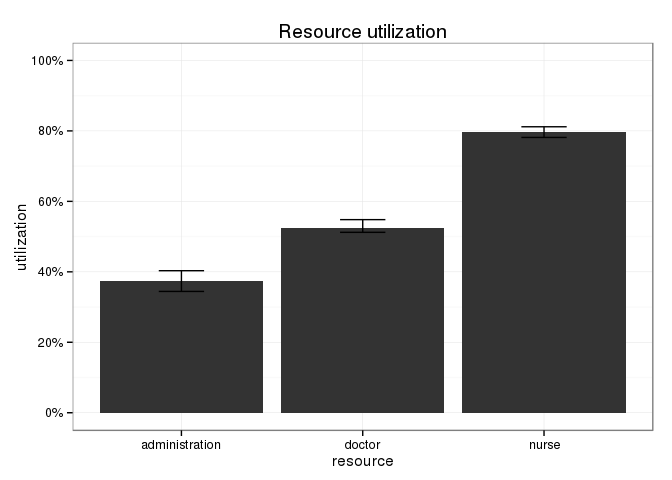 Resource utilization
100%
80%
60%
40%
20%
0%
utilization
administration doctor nurse
resource